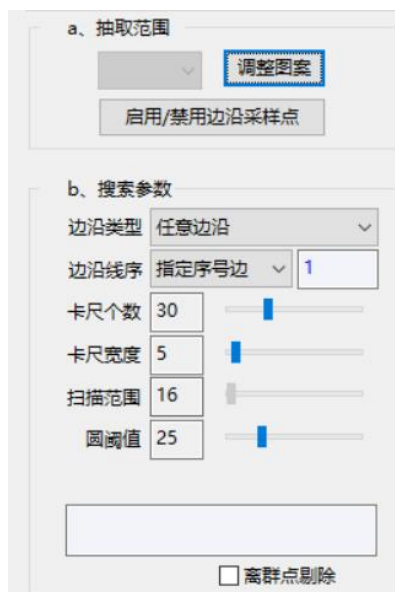 a、抽取范围
调整图案
启用/禁用边沿采样点
b、搜索参数
边沿类型 任意边沿
边沿线序 指定序号边 1
卡尺个数 30
卡尺宽度 5
扫描范围 16
圆阈值 25
离群点剔除